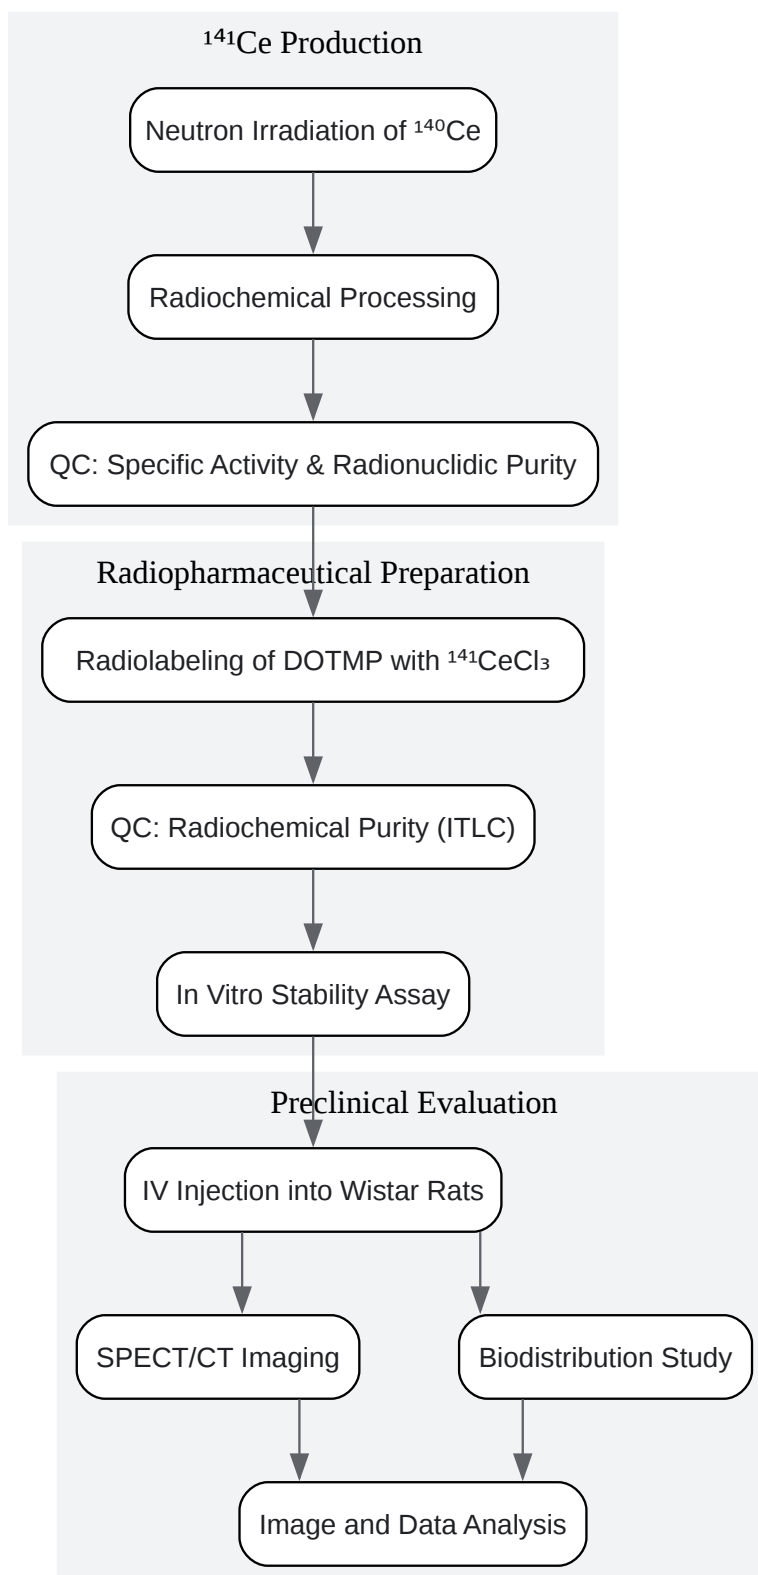 ¹⁴¹Ce Production
Neutron Irradiation of ¹⁴⁰Ce
Radiochemical Processing
QC: Specific Activity & Radionuclidic Purity
Radiopharmaceutical Preparation
Radiolabeling of DOTMP with ¹⁴¹CeCl₃
QC: Radiochemical Purity (ITLC)
In Vitro Stability Assay
Preclinical Evaluation
IV Injection into Wistar Rats
SPECT/CT Imaging
Biodistribution Study
Image and Data Analysis